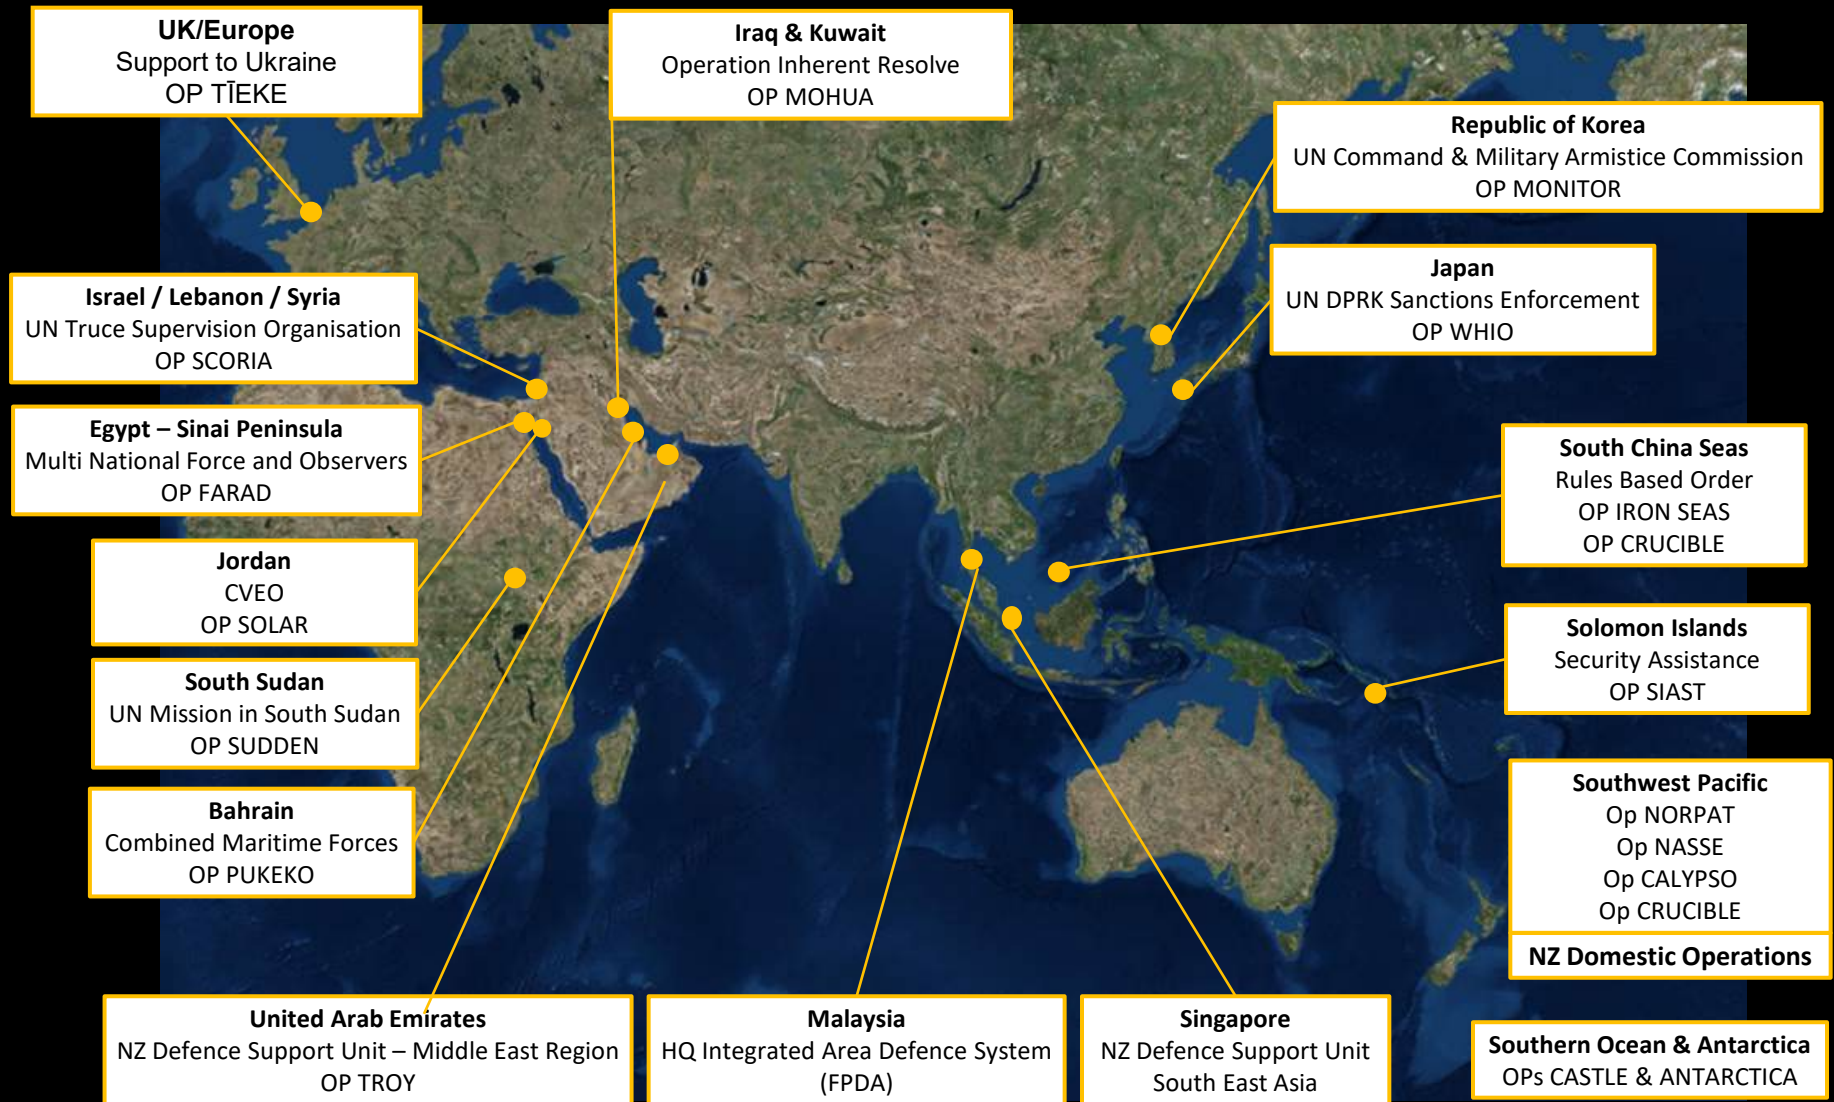 UK/Europe
Support to Ukraine
OP TĪEKE
Iraq & Kuwait
Operation Inherent Resolve
OP MOHUA
Republic of Korea
UN Command & Military Armistice Commission
OP MONITOR
Japan
UN DPRK Sanctions Enforcement
OP WHIO
Israel / Lebanon / Syria
UN Truce Supervision Organisation
OP SCORIA
Egypt – Sinai Peninsula
Multi National Force and Observers
OP FARAD
South China Seas
Rules Based Order
OP IRON SEAS
OP CRUCIBLE
Jordan
CVEO
OP SOLAR
Solomon Islands
Security Assistance
OP SIAST
South Sudan
UN Mission in South Sudan
OP SUDDEN
Southwest Pacific
Op NORPAT
Op NASSE
Op CALYPSO
Op CRUCIBLE
NZ Domestic Operations
Bahrain
Combined Maritime Forces
OP PUKEKO
United Arab Emirates
NZ Defence Support Unit – Middle East Region
OP TROY
Malaysia
HQ Integrated Area Defence System
(FPDA)
Singapore
NZ Defence Support Unit
South East Asia
Southern Ocean & Antarctica
OPs CASTLE & ANTARCTICA